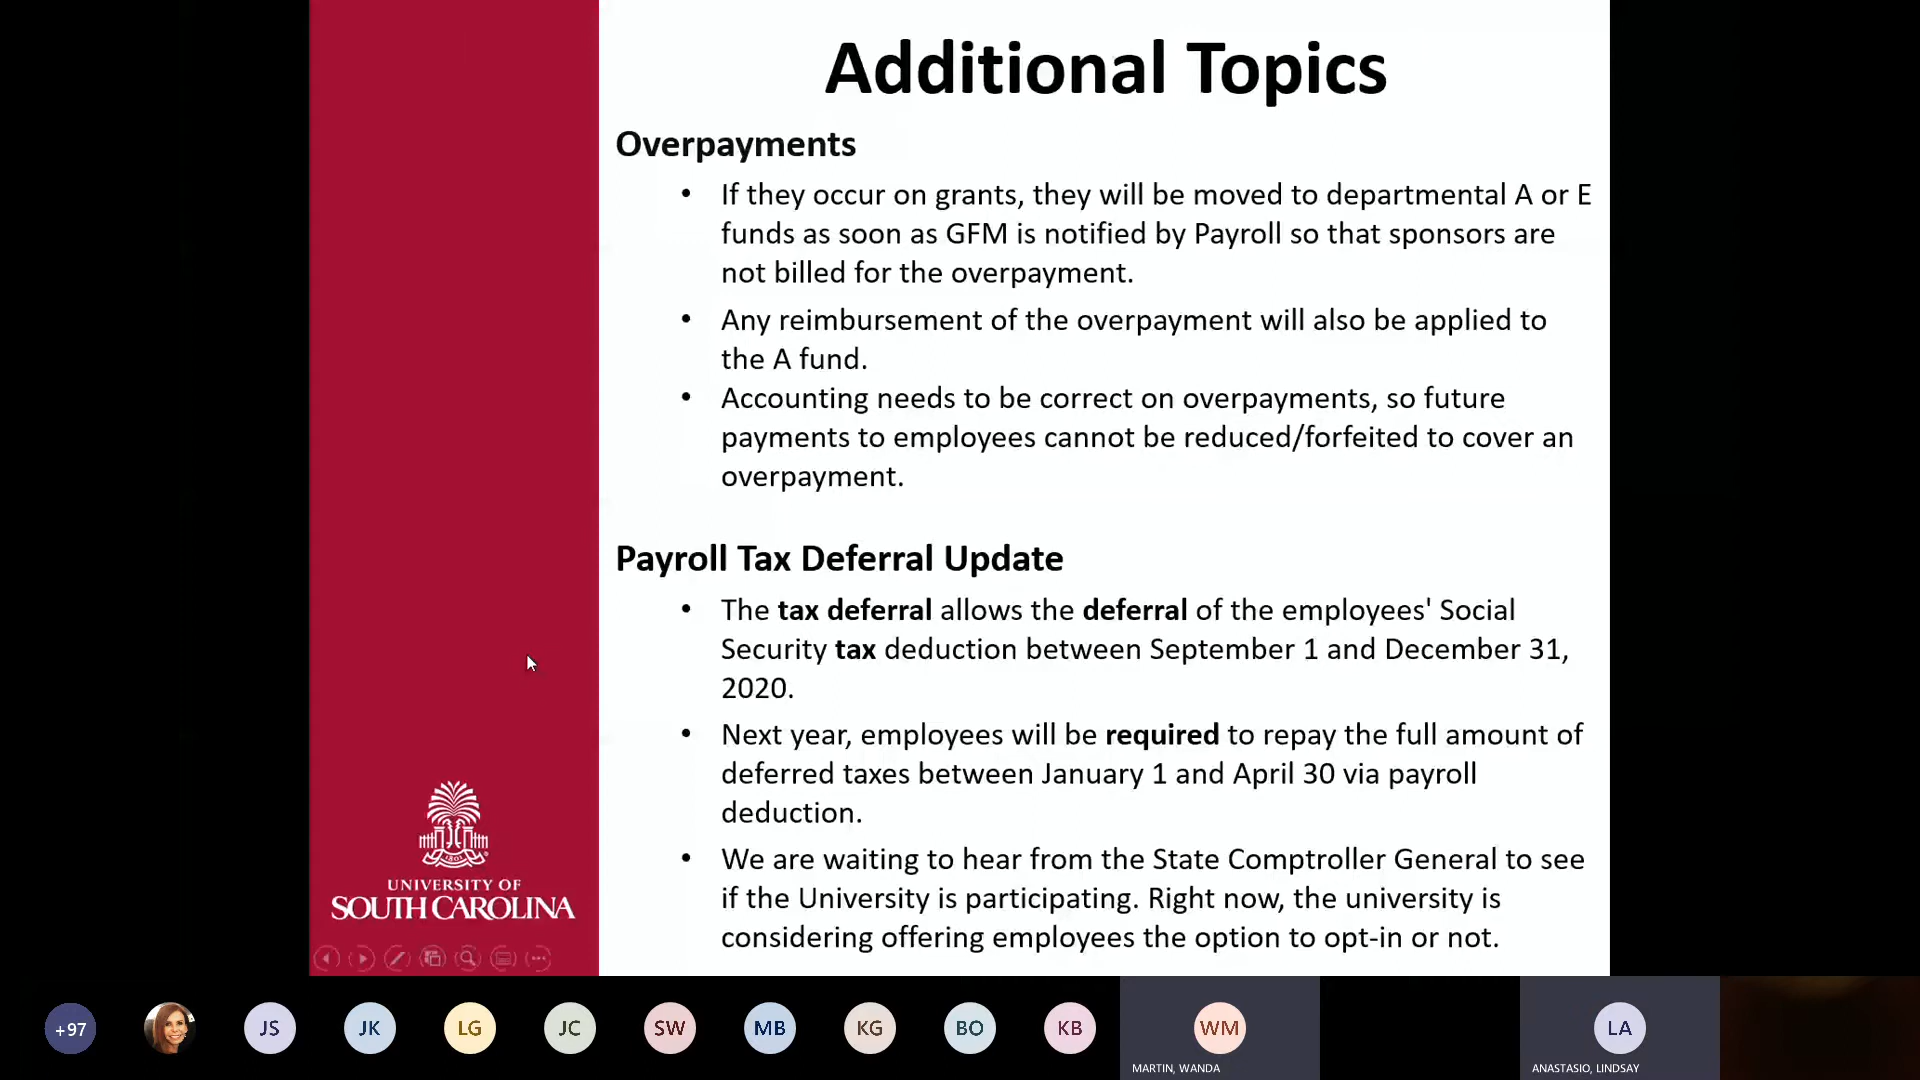 Additional Topics
Overpayments
• If they occur on grants, they will be moved to departmental A or E
funds as soon as GFM is notified by Payroll so that sponsors are
not billed for the overpayment.
• Any reimbursement of the overpayment will also be applied to
the A fund.
• Accounting needs to be correct on overpayments, so future
payments to employees cannot be reduced/forfeited to cover an
overpayment.
Payroll Tax Deferral Update
• The tax deferral allows the deferral of the employees' Social
Security tax deduction between September 1 and December 31,
2020.
• Next year, employees will be required to repay the full amount of
deferred taxes between January 1 and April 30 via payroll
deduction.
• We are waiting to hear from the State Comptroller General to see
if the University is participating. Right now, the university is
considering offering employees the option to opt-in or not.
1801
UNIVERSITY OF
SOUTH CAROLINA
+97 JS JK LG JC SW MB KG BO KB WM LA
MARTIN, WANDA ANASTASIO, LINDSAY